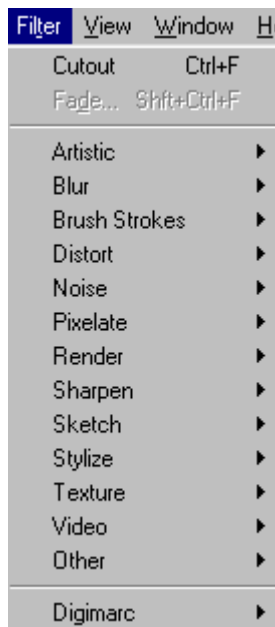 Filter View Window H
Cutout Ctrl+F
Fade... Shft+Ctrl+F
Artistic
Blur
Brush Strokes
Distort
Noise
Pixelate
Render
Sharpen
Sketch
Stylize
Texture
Video
Other
Digimarc